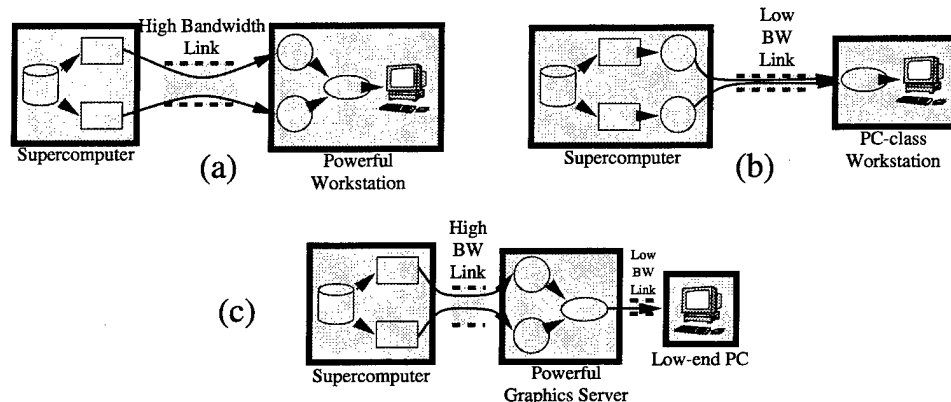 High Bandwidth
Link
Supercomputer
(a)
Powerful
Workstation
Low
BW
Link
Supercomputer
(b)
PC-class
Workstation
(c)
High
BW
Link
Low
BW
Link
Supercomputer
Powerful
Graphics Server
Low-end PC